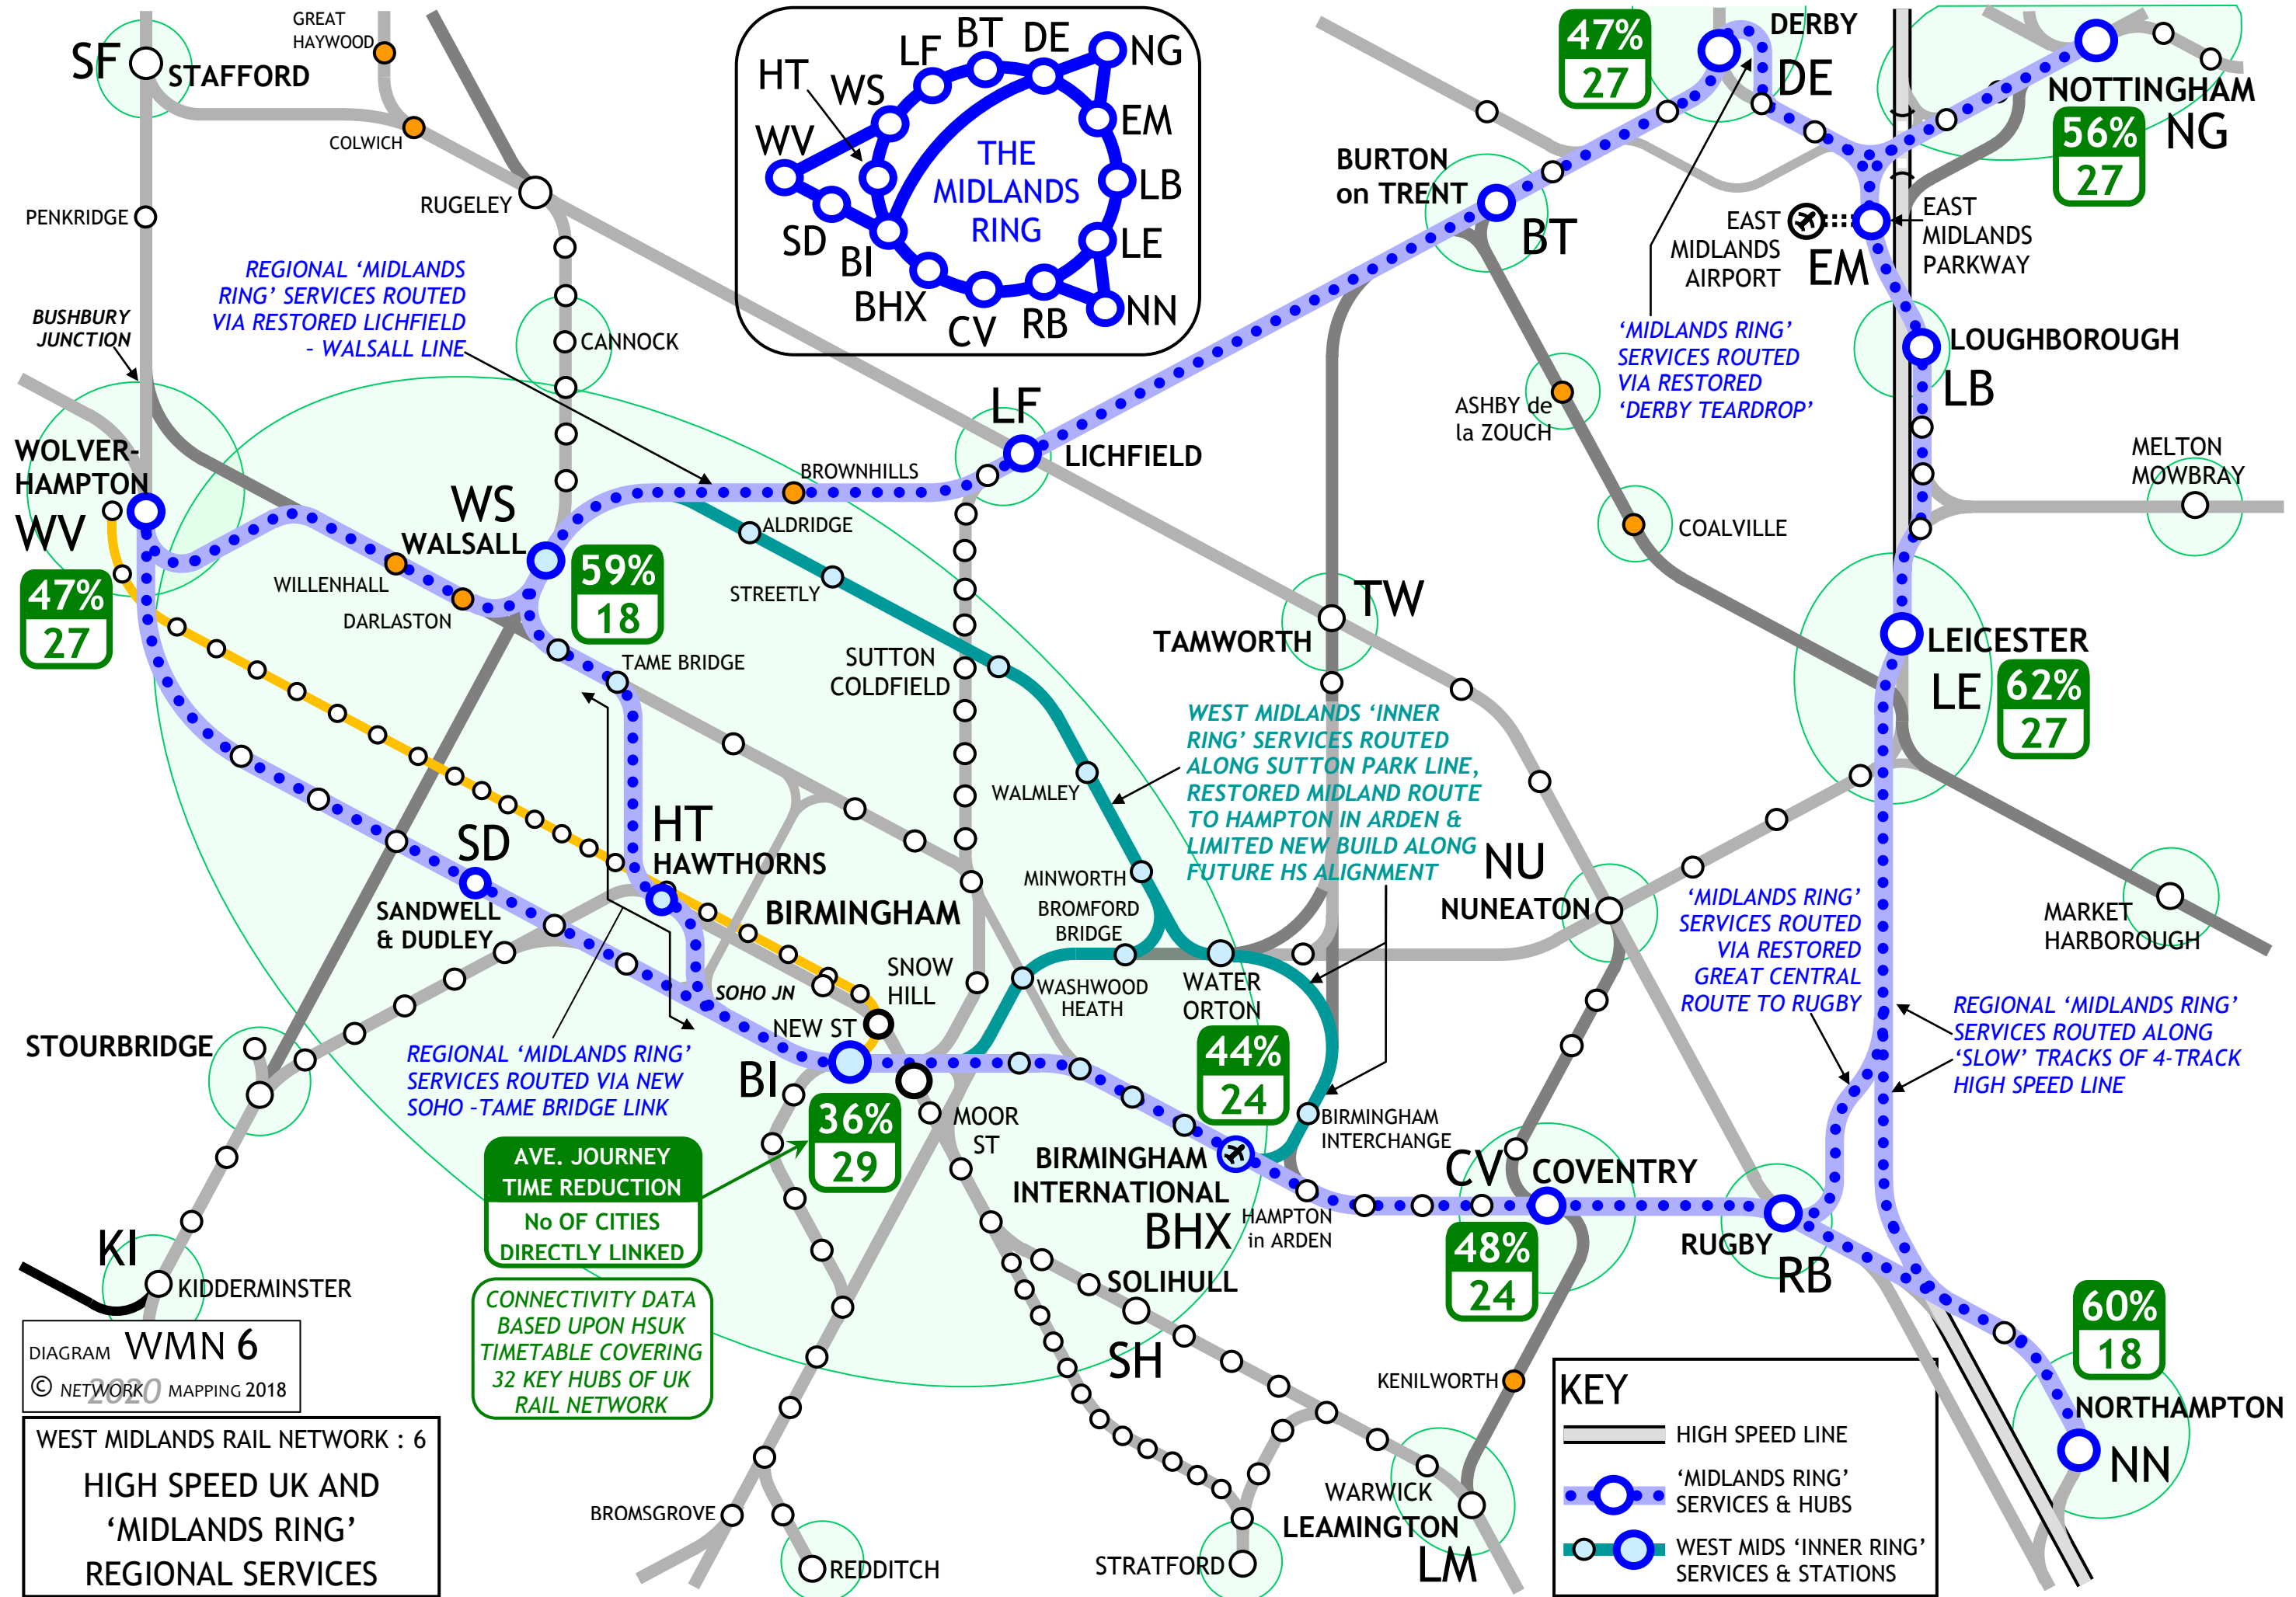 SF
STAFFORD
GREAT
HAYWOOD
COLWICH
RUGELEY
PENKRIDGE
BUSHBURY
JUNCTION
REGIONAL ‘MIDLANDS
RING’ SERVICES ROUTED
VIA RESTORED LICHFIELD
– WALSALL LINE
CANNOCK
HT
WS
LF
BT
DE
NG
WV
EM
THE
MIDLANDS
RING
LB
SD
BI
LE
BHX
CV
RB
NN
47%
27
DERBY
DE
NOTTINGHAM
NG
56%
27
BURTON
on TRENT
BT
EAST
MIDLANDS
AIRPORT
EM
EAST
MIDLANDS
PARKWAY
‘MIDLANDS RING’
SERVICES ROUTED
VIA RESTORED
‘DERBY TEARDROP’
LOUGHBOROUGH
LB
ASHBY de
la ZOUCH
MELTON
MOWBRAY
COALVILLE
LF
LICHFIELD
WOLVER-
HAMPTON
WV
47%
27
WS
WALSALL
59%
18
BROWNHILLS
ALDRIDGE
STREETLY
WILLENHALL
DARLASTON
TAME BRIDGE
SUTTON
COLDFIELD
TW
TAMWORTH
LEICESTER
LE
62%
27
WEST MIDLANDS ‘INNER
RING’ SERVICES ROUTED
ALONG SUTTON PARK LINE,
RESTORED MIDLAND ROUTE
TO HAMPTON IN ARDEN &
LIMITED NEW BUILD ALONG
FUTURE HS ALIGNMENT
WALMLEY
SD
SANDWELL
& DUDLEY
HT
HAWTHORNS
BIRMINGHAM
MINWORTH
BROMFORD
BRIDGE
NU
NUNEATON
‘MIDLANDS RING’
SERVICES ROUTED
VIA RESTORED
GREAT CENTRAL
ROUTE TO RUGBY
MARKET
HARBOROUGH
SNOW
HILL
WASHWOOD
HEATH
WATER
ORTON
SOHO JN
NEW ST
BI
STOURBRIDGE
REGIONAL ‘MIDLANDS RING’
SERVICES ROUTED VIA NEW
SOHO –TAME BRIDGE LINK
44%
24
REGIONAL ‘MIDLANDS RING’
SERVICES ROUTED ALONG
‘SLOW’ TRACKS OF 4-TRACK
HIGH SPEED LINE
36%
29
MOOR
ST
BIRMINGHAM
INTERCHANGE
BIRMINGHAM
INTERNATIONAL
BHX
HAMPTON
in ARDEN
CV
COVENTRY
48%
24
RUGBY
RB
AVE. JOURNEY
TIME REDUCTION
No OF CITIES
DIRECTLY LINKED
CONNECTIVITY DATA
BASED UPON HSUK
TIMETABLE COVERING
32 KEY HUBS OF UK
RAIL NETWORK
KI
KIDDERMINSTER
SOLIHULL
SH
60%
18
NORTHAMPTON
NN
DIAGRAM WMN 6
© NETWORK 2020 MAPPING 2018
WEST MIDLANDS RAIL NETWORK : 6
HIGH SPEED UK AND
‘MIDLANDS RING’
REGIONAL SERVICES
BROMSGROVE
REDDITCH
STRATFORD
KENILWORTH
WARWICK
LEAMINGTON
LM
KEY
HIGH SPEED LINE
‘MIDLANDS RING’
SERVICES & HUBS
WEST MIDS ‘INNER RING’
SERVICES & STATIONS